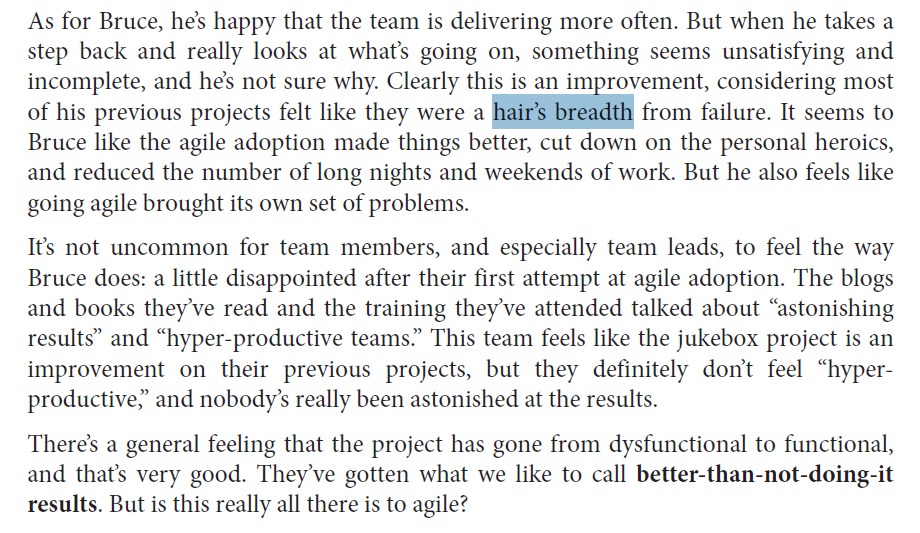 As for Bruce, he’s happy that the team is delivering more often. But when he takes a
step back and really looks at what’s going on, something seems unsatisfying and
incomplete, and he’s not sure why. Clearly this is an improvement, considering most
of his previous projects felt like they were a hair’s breadth from failure. It seems to
Bruce like the agile adoption made things better, cut down on the personal heroics,
and reduced the number of long nights and weekends of work. But he also feels like
going agile brought its own set of problems.
It’s not uncommon for team members, and especially team leads, to feel the way
Bruce does: a little disappointed after their first attempt at agile adoption. The blogs
and books they’ve read and the training they’ve attended talked about “astonishing
results” and “hyper-productive teams.” This team feels like the jukebox project is an
improvement on their previous projects, but they definitely don’t feel “hyper-
productive,” and nobody’s really been astonished at the results.
There’s a general feeling that the project has gone from dysfunctional to functional,
and that’s very good. They’ve gotten what we like to call better-than-not-doing-it
results. But is this really all there is to agile?